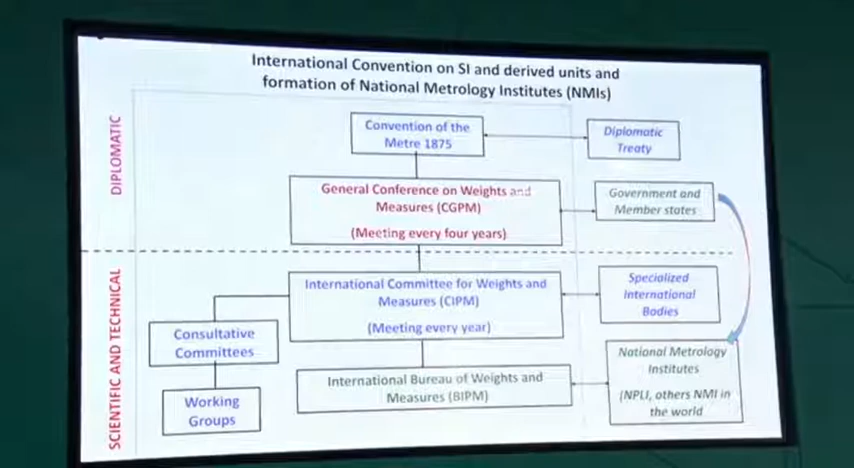 International Convention on SI and derived units and
formation of National Metrology Institutes (NMIs)
DIPLOMATIC
Convention of the
Metre 1875
Diplomatic
Treaty
General Conference on Weights and
Measures (CGPM)
(Meeting every four years)
Government and
Member states
SCIENTIFIC AND TECHNICAL
International Committee for Weights and
Measures (CIPM)
(Meeting every year)
Specialized
International
Bodies
Consultative
Committees
Working
Groups
International Bureau of Weights and
Measures (BIPM)
National Metrology
Institutes
(NPLI, others NMI in
the world